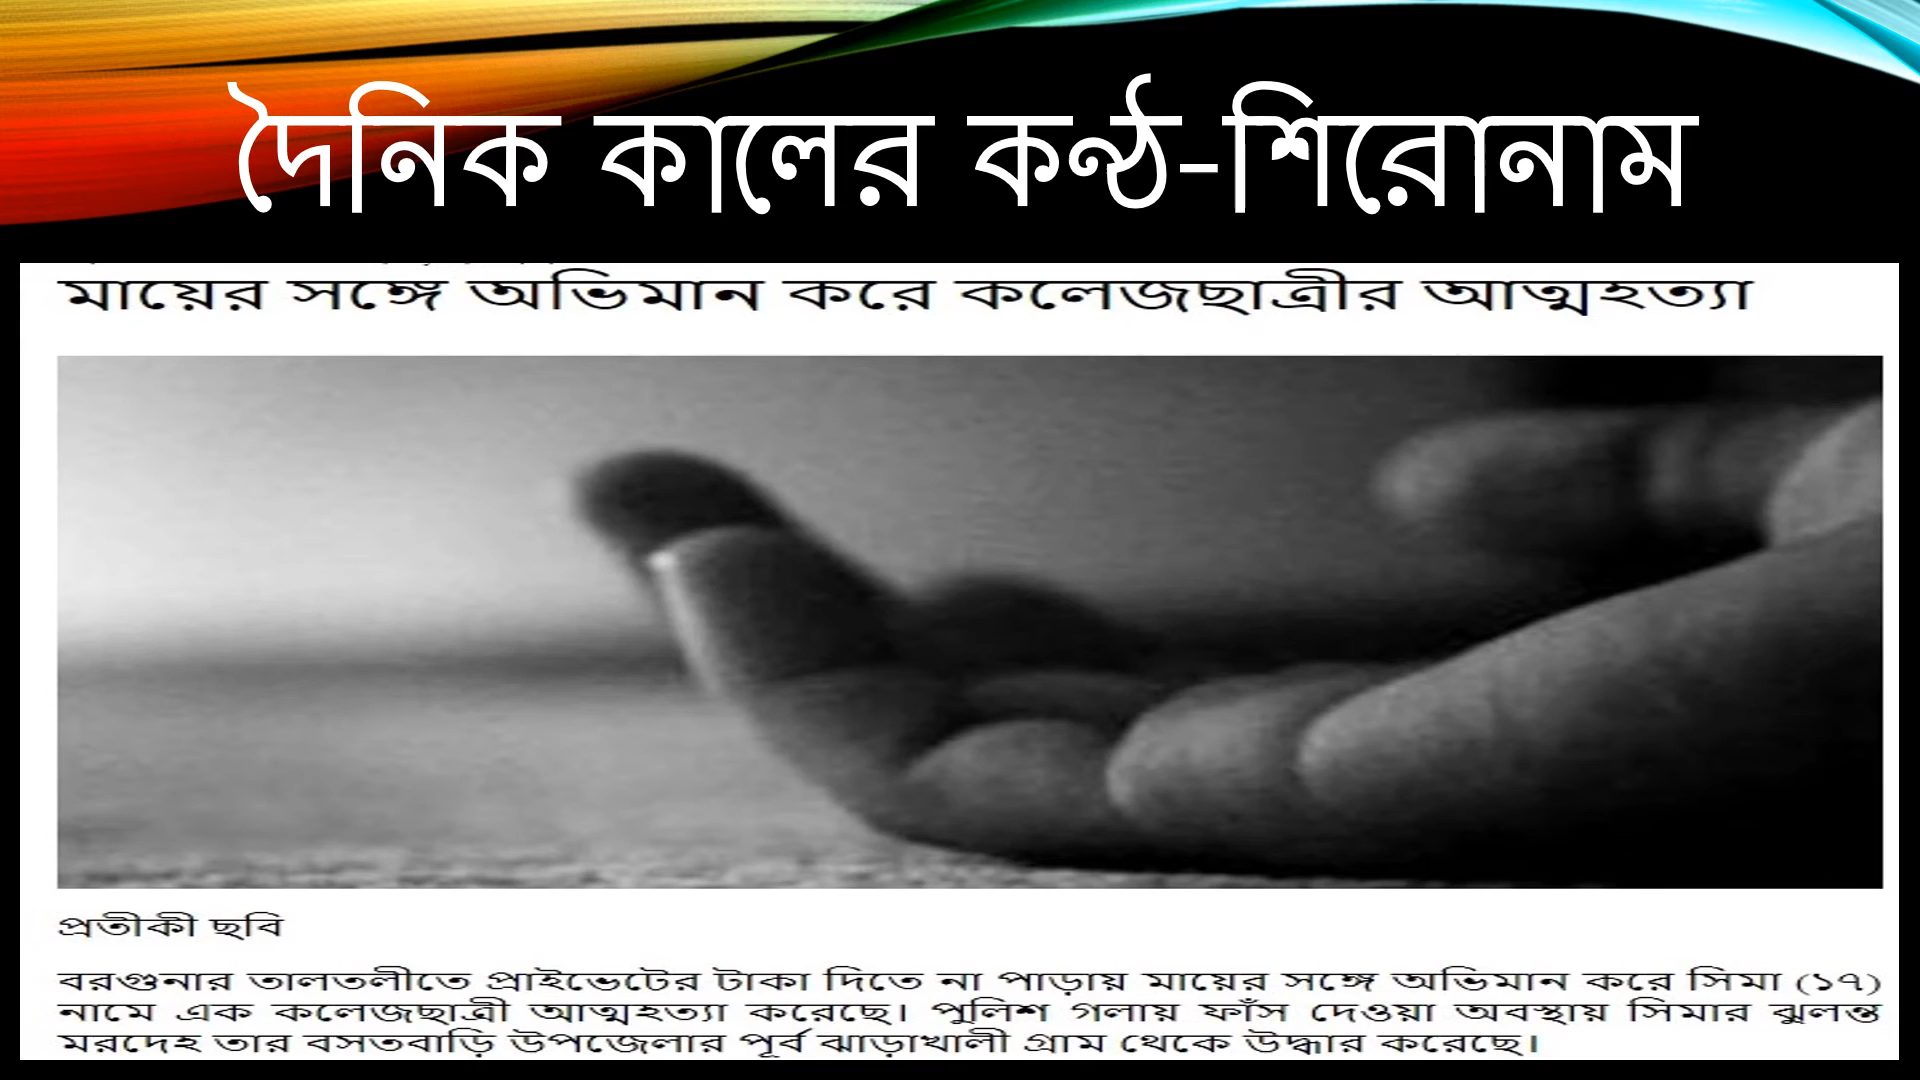 দৈনিক কালের কন্ঠ-শিরোনাম
মায়ের সঙ্গে অভিমান করে কলেজছাত্রীর আত্মহত্যা
প্রতীকী ছবি
বরগুনার তালতলীতে প্রাইভেটের টাকা দিতে না পাড়ায় মায়ের সঙ্গে অভিমান করে সিমা (১৭)
নামে এক কলেজছাত্রী আত্মহত্যা করেছে। পুলিশ গলায় ফাঁস দেওয়া অবস্থায় সিমার ঝুলন্ত
মরদেহ তার বসতবাড়ি উপজেলার পূর্ব ঝাড়াখালী গ্রাম থেকে উদ্ধার করেছে।